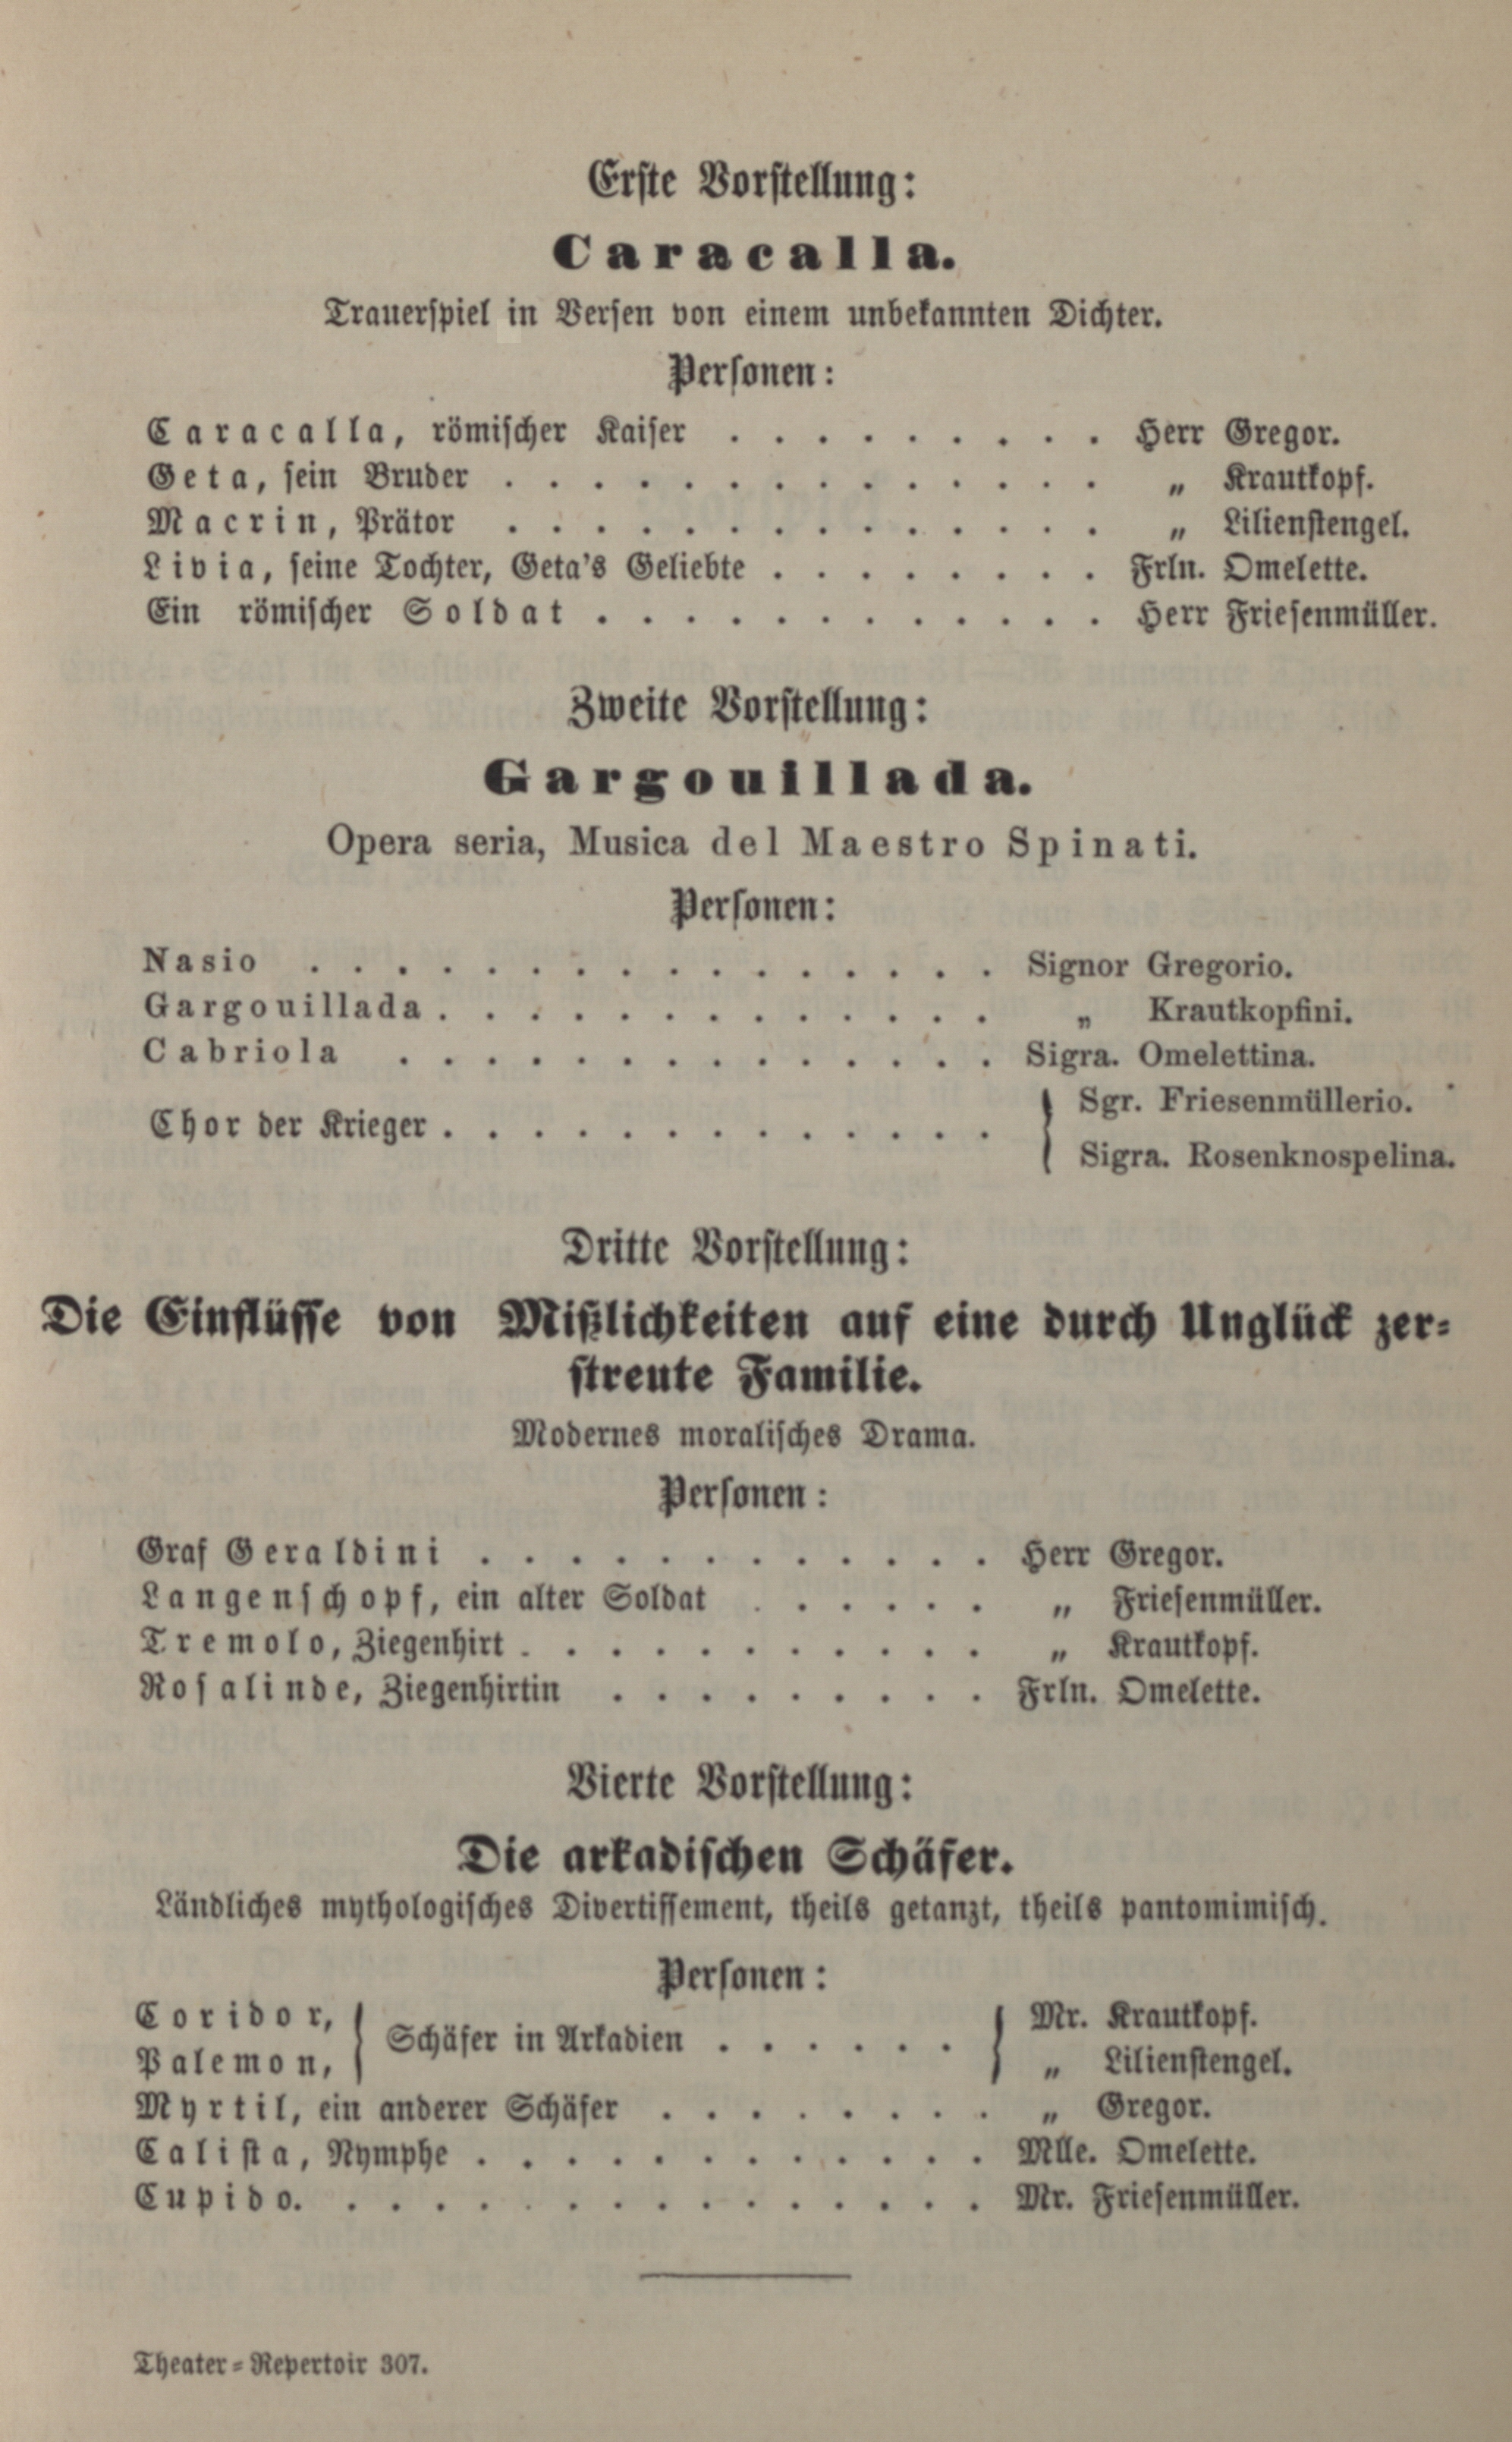 Erste Vorstellung:
Caracalla.
Trauerspiel in Versen von einem unbekannten Dichter.
Personen:
Caracalla, römischer Kaiser . . . . . . . . . Herr Gregor.
Geta, sein Bruder . . . . . . . . . . . . . . „ Krautkopf.
Macrin, Prätor . . . . . . . . . . . . . . „ Lilienstengel.
Livia, seine Tochter, Geta's Geliebte . . . . . . . . Frln. Omelette.
Ein römischer Soldat . . . . . . . . . . . . Herr Friesenmüller.
Zweite Vorstellung:
Gargouillada.
Opera seria, Musica del Maestro Spinati.
Personen:
Nasio . . . . . . . . . . . . . . . . Signor Gregorio.
Gargouillada . . . . . . . . . . . . . „ Krautkopfini.
Cabriola . . . . . . . . . . . . . . Sigra. Omelettina.
Chor der Krieger . . . . . . . . . . . . . { Sgr. Friesenmüllerio.
Sigra. Rosenknospelina.
Dritte Vorstellung:
Die Einflüsse von Mißlichkeiten auf eine durch Unglück zer-
streute Familie.
Modernes moralisches Drama.
Personen:
Graf Geraldini . . . . . . . . . . . . Herr Gregor.
Langenschopf, ein alter Soldat . . . . . . „ Friesenmüller.
Tremolo, Ziegenhirt . . . . . . . . . . . „ Krautkopf.
Rosalinde, Ziegenhirtin . . . . . . . . . Frln. Omelette.
Vierte Vorstellung:
Die arkadischen Schäfer.
Ländliches mythologisches Divertissement, theils getanzt, theils pantomimisch.
Personen:
Coridor, } Schäfer in Arkadien . . . . . . { Mr. Krautkopf.
Palemon, „ Lilienstengel.
Myrtil, ein anderer Schäfer . . . . . . . . „ Gregor.
Calista, Nymphe . . . . . . . . . . . . Mlle. Omelette.
Cupido. . . . . . . . . . . . . . . . Mr. Friesenmüller.
Theater-Repertoir 307.